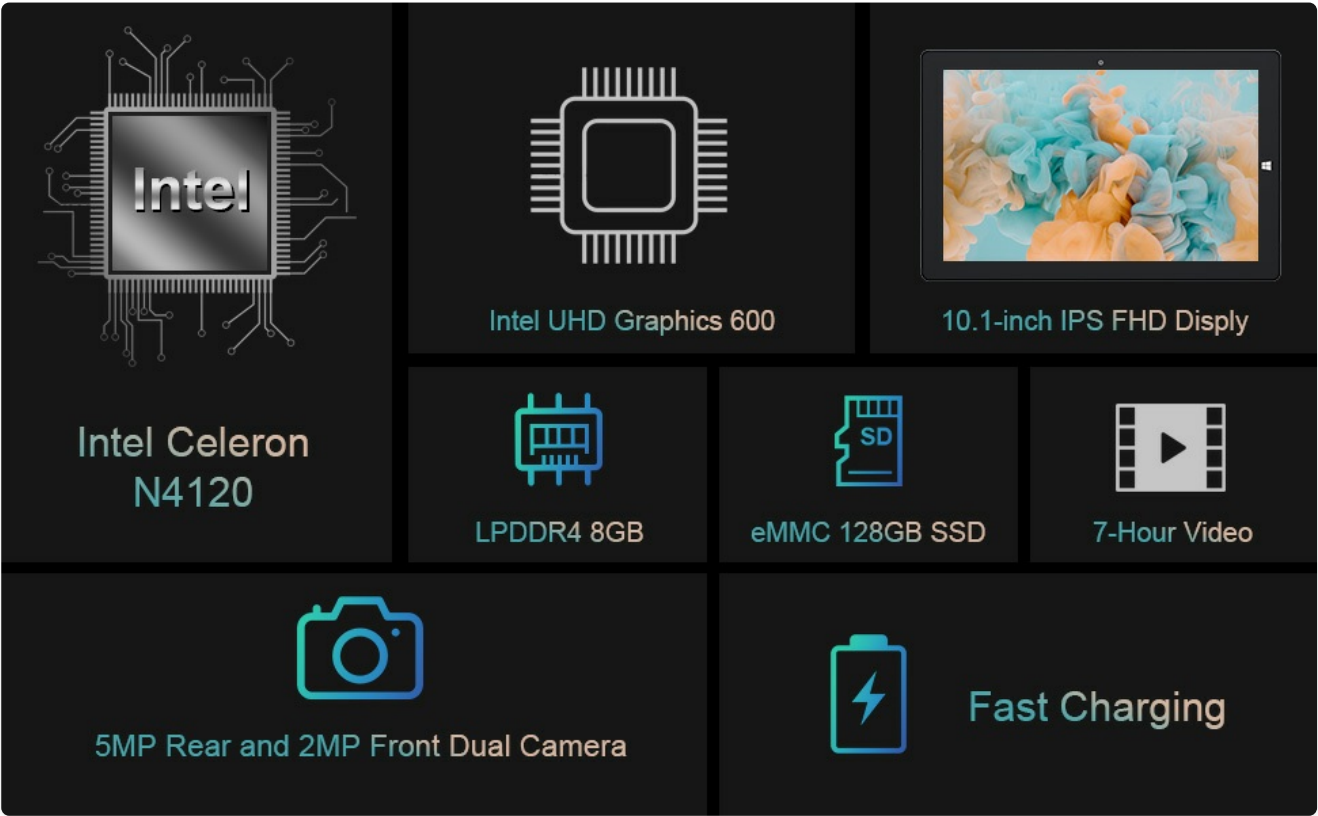 Intel
Intel Celeron
N4120
Intel UHD Graphics 600
10.1-inch IPS FHD Disply
LPDDR4 8GB
SD
eMMC 128GB SSD
7-Hour Video
5MP Rear and 2MP Front Dual Camera
Fast Charging